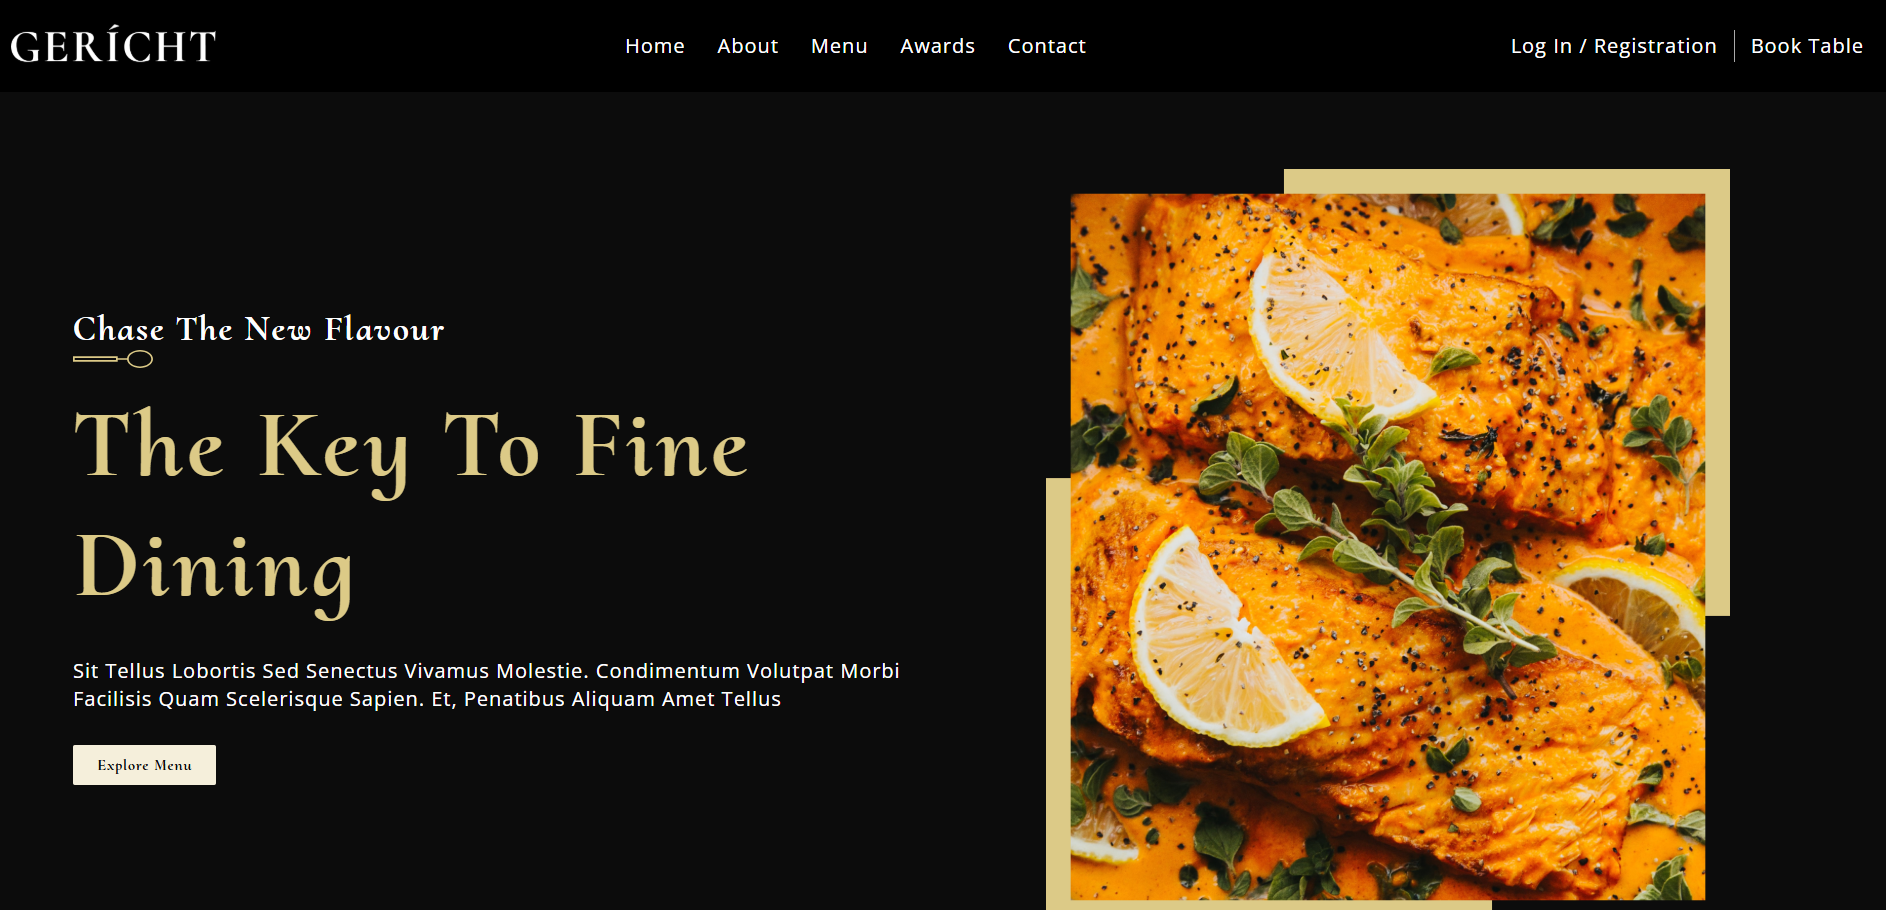 GERÍCHT
Home About Menu Awards Contact
Log In / Registration Book Table
Chase The New Flavour
The Key To Fine
Dining
Sit Tellus Lobortis Sed Senectus Vivamus Molestie. Condimentum Volutpat Morbi
Facilisis Quam Scelerisque Sapien. Et, Penatibus Aliquam Amet Tellus
Explore Menu